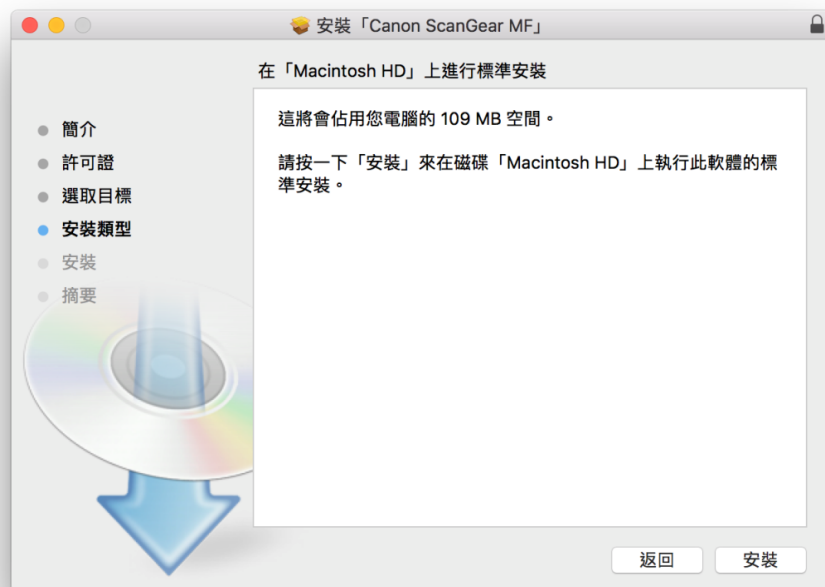 安裝「Canon ScanGear MF」
在「Macintosh HD」上進行標準安裝
簡介
許可證
選取目標
安裝類型
安裝
摘要
這將會佔用您電腦的 109 MB 空間。
請按一下「安裝」來在磁碟「Macintosh HD」上執行此軟體的標
準安裝。
返回
安裝